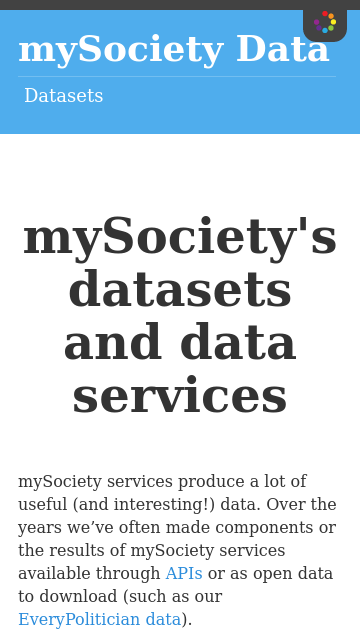 mySociety Data
Datasets
mySociety's
datasets
and data
services
mySociety services produce a lot of
useful (and interesting!) data. Over the
years we’ve often made components or
the results of mySociety services
available through APIs or as open data
to download (such as our
EveryPolitician data).